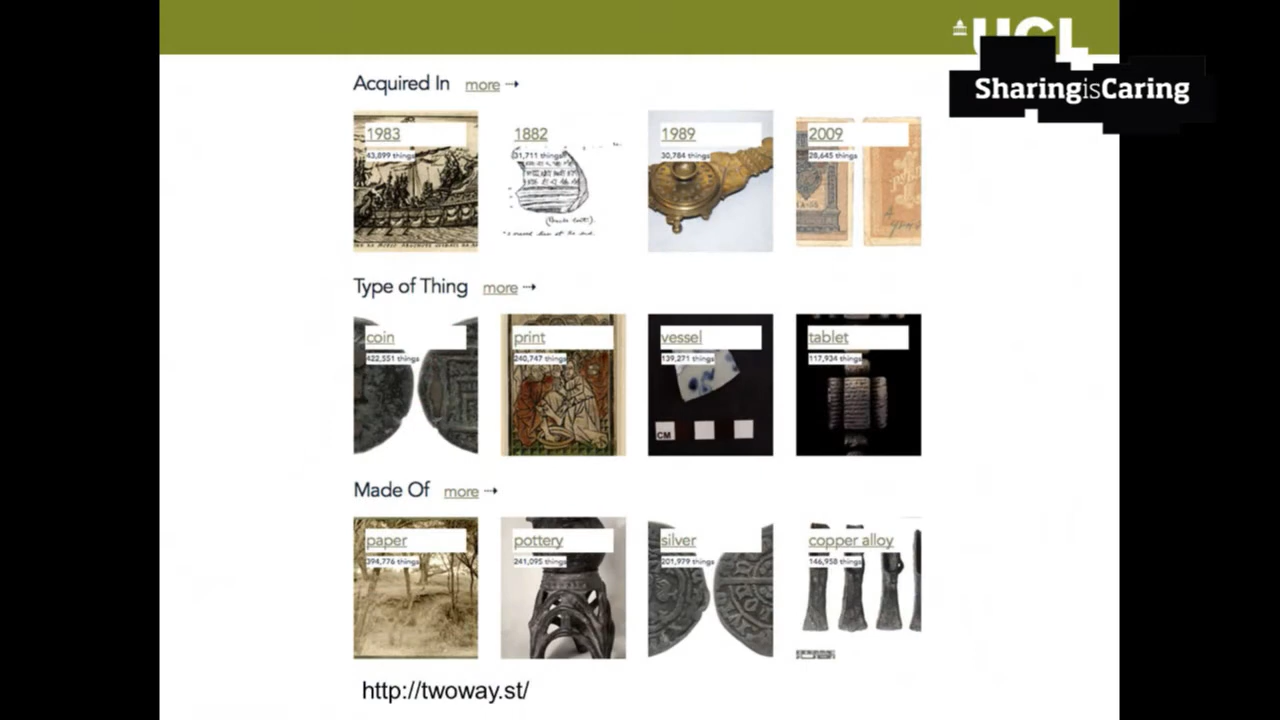 UCL
SharingisCaring
Acquired In more →
1983
43,899 things
1882
31,711 things
1989
30,784 things
2009
28,645 things
Type of Thing more →
coin
422,551 things
print
240,747 things
vessel
139,271 things
CM
tablet
117,934 things
Made Of more →
paper
394,776 things
pottery
241,095 things
silver
201,979 things
copper alloy
146,958 things
http://twoway.st/